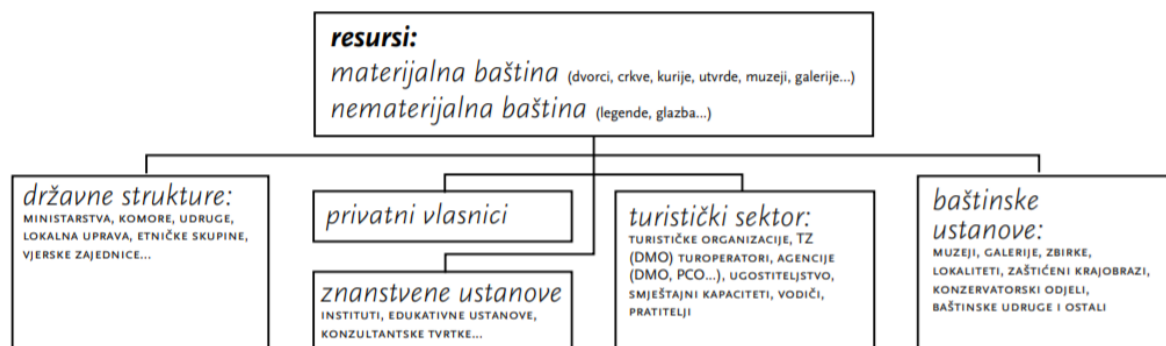 resursi:
materijalna baština (dvorci, crkve, kurije, utvrde, muzeji, galerije...)
nematerijalna baština (legende, glazba...)
državne strukture:
MINISTARSTVA, KOMORE, UDRUGE,
LOKALNA UPRAVA, ETNIČKE SKUPINE,
VJERSKE ZAJEDNICE...
privatni vlasnici
znanstvene ustanove
INSTITUTI, EDUKATIVNE USTANOVE,
KONZULTANTSKE TVRTKE...
turistički sektor:
TURISTIČKE ORGANIZACIJE, TZ
(DMO) TUROPERATORI, AGENCIJE
(DMO, PCO...), UGOSTITELJSTVO,
SMJEŠTAJNI KAPACITETI, VODIČI,
PRATITELJI
baštinske
ustanove:
MUZEJI, GALERIJE, ZBIRKE,
LOKALITETI, ZAŠTIĆENI KRAJOBRAZI,
KONZERVATORSKI ODJELI,
BAŠTINSKE UDRUGE I OSTALI